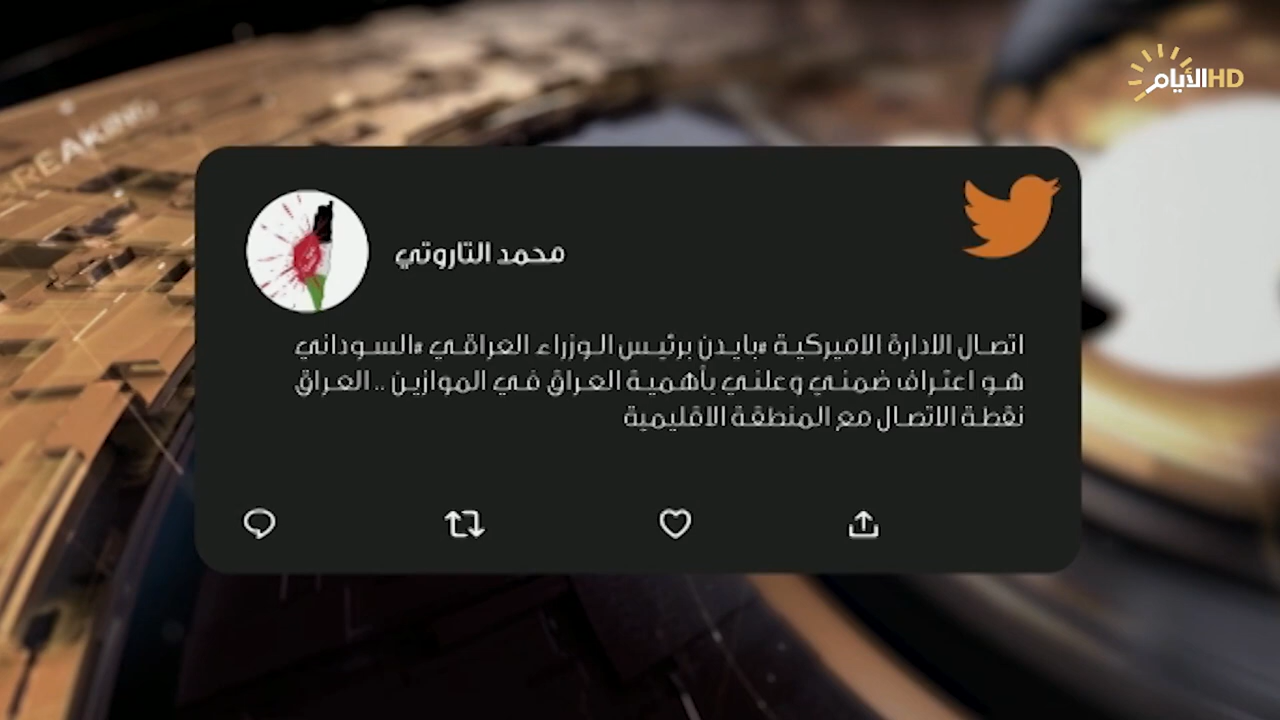 الأيام HD
BREAKING
محمد التاروتي
اتصال الادارة الاميركية #بايدن برئيس الوزراء العراقي #السوداني
هو اعتراف ضمني وعلني بأهمية العراق في الموازين .. العراق
نقطة الاتصال مع المنطقة الاقليمية